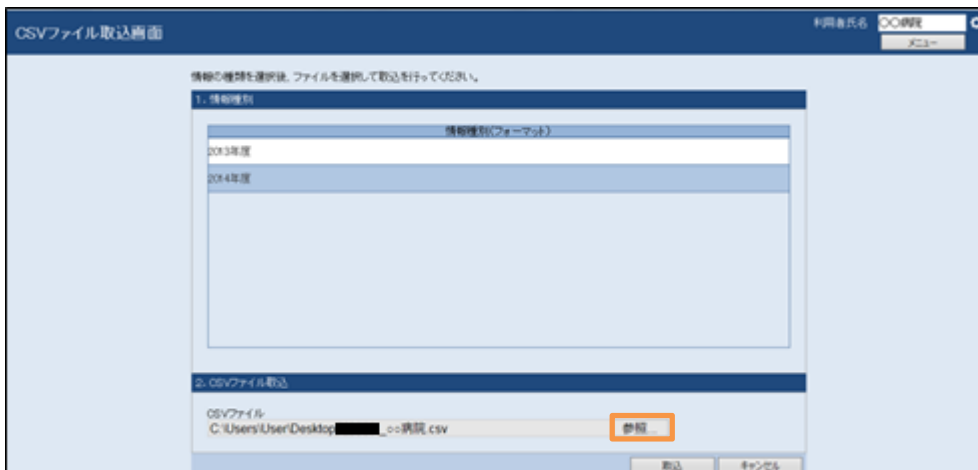 CSVファイル取込画面
利用者氏名 〇〇病院
メニュー
情報の種類を選択後、ファイルを選択して取込を行ってください。
1. 情報種別
情報種別(フォーマット)
2013年度
2014年度
2. CSVファイル取込
CSVファイル
C:\Users\User\Desktop _○○病院.csv
参照...
取込 キャンセル